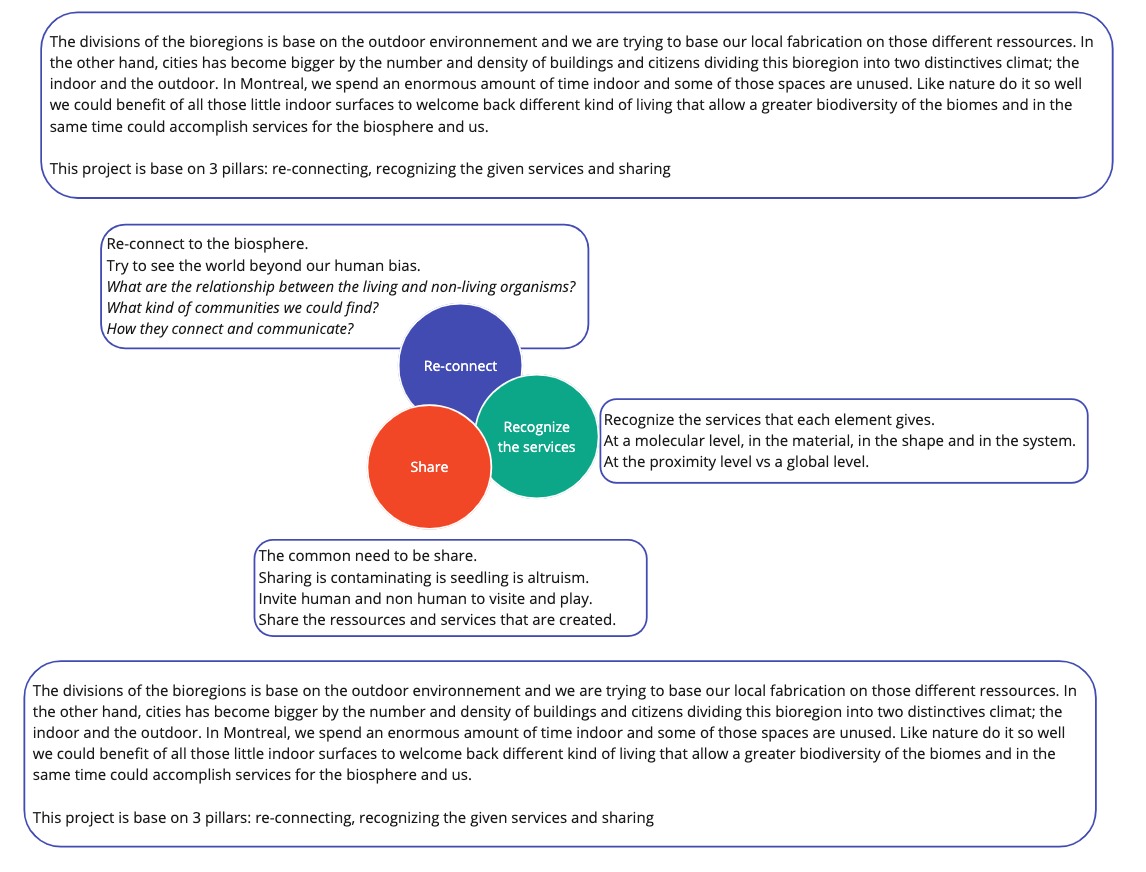 The divisions of the bioregions is base on the outdoor environnement and we are trying to base our local fabrication on those different ressources. In
the other hand, cities has become bigger by the number and density of buildings and citizens dividing this bioregion into two distinctives climat; the
indoor and the outdoor. In Montreal, we spend an enormous amount of time indoor and some of those spaces are unused. Like nature do it so well
we could benefit of all those little indoor surfaces to welcome back different kind of living that allow a greater biodiversity of the biomes and in the
same time could accomplish services for the biosphere and us.
This project is base on 3 pillars: re-connecting, recognizing the given services and sharing
Re-connect to the biosphere.
Try to see the world beyond our human bias.
What are the relationship between the living and non-living organisms?
What kind of communities we could find?
How they connect and communicate?
Re-connect
Recognize
the services
Share
Recognize the services that each element gives.
At a molecular level, in the material, in the shape and in the system.
At the proximity level vs a global level.
The common need to be share.
Sharing is contaminating is seedling is altruism.
Invite human and non human to visite and play.
Share the ressources and services that are created.
The divisions of the bioregions is base on the outdoor environnement and we are trying to base our local fabrication on those different ressources. In
the other hand, cities has become bigger by the number and density of buildings and citizens dividing this bioregion into two distinctives climat; the
indoor and the outdoor. In Montreal, we spend an enormous amount of time indoor and some of those spaces are unused. Like nature do it so well
we could benefit of all those little indoor surfaces to welcome back different kind of living that allow a greater biodiversity of the biomes and in the
same time could accomplish services for the biosphere and us.
This project is base on 3 pillars: re-connecting, recognizing the given services and sharing